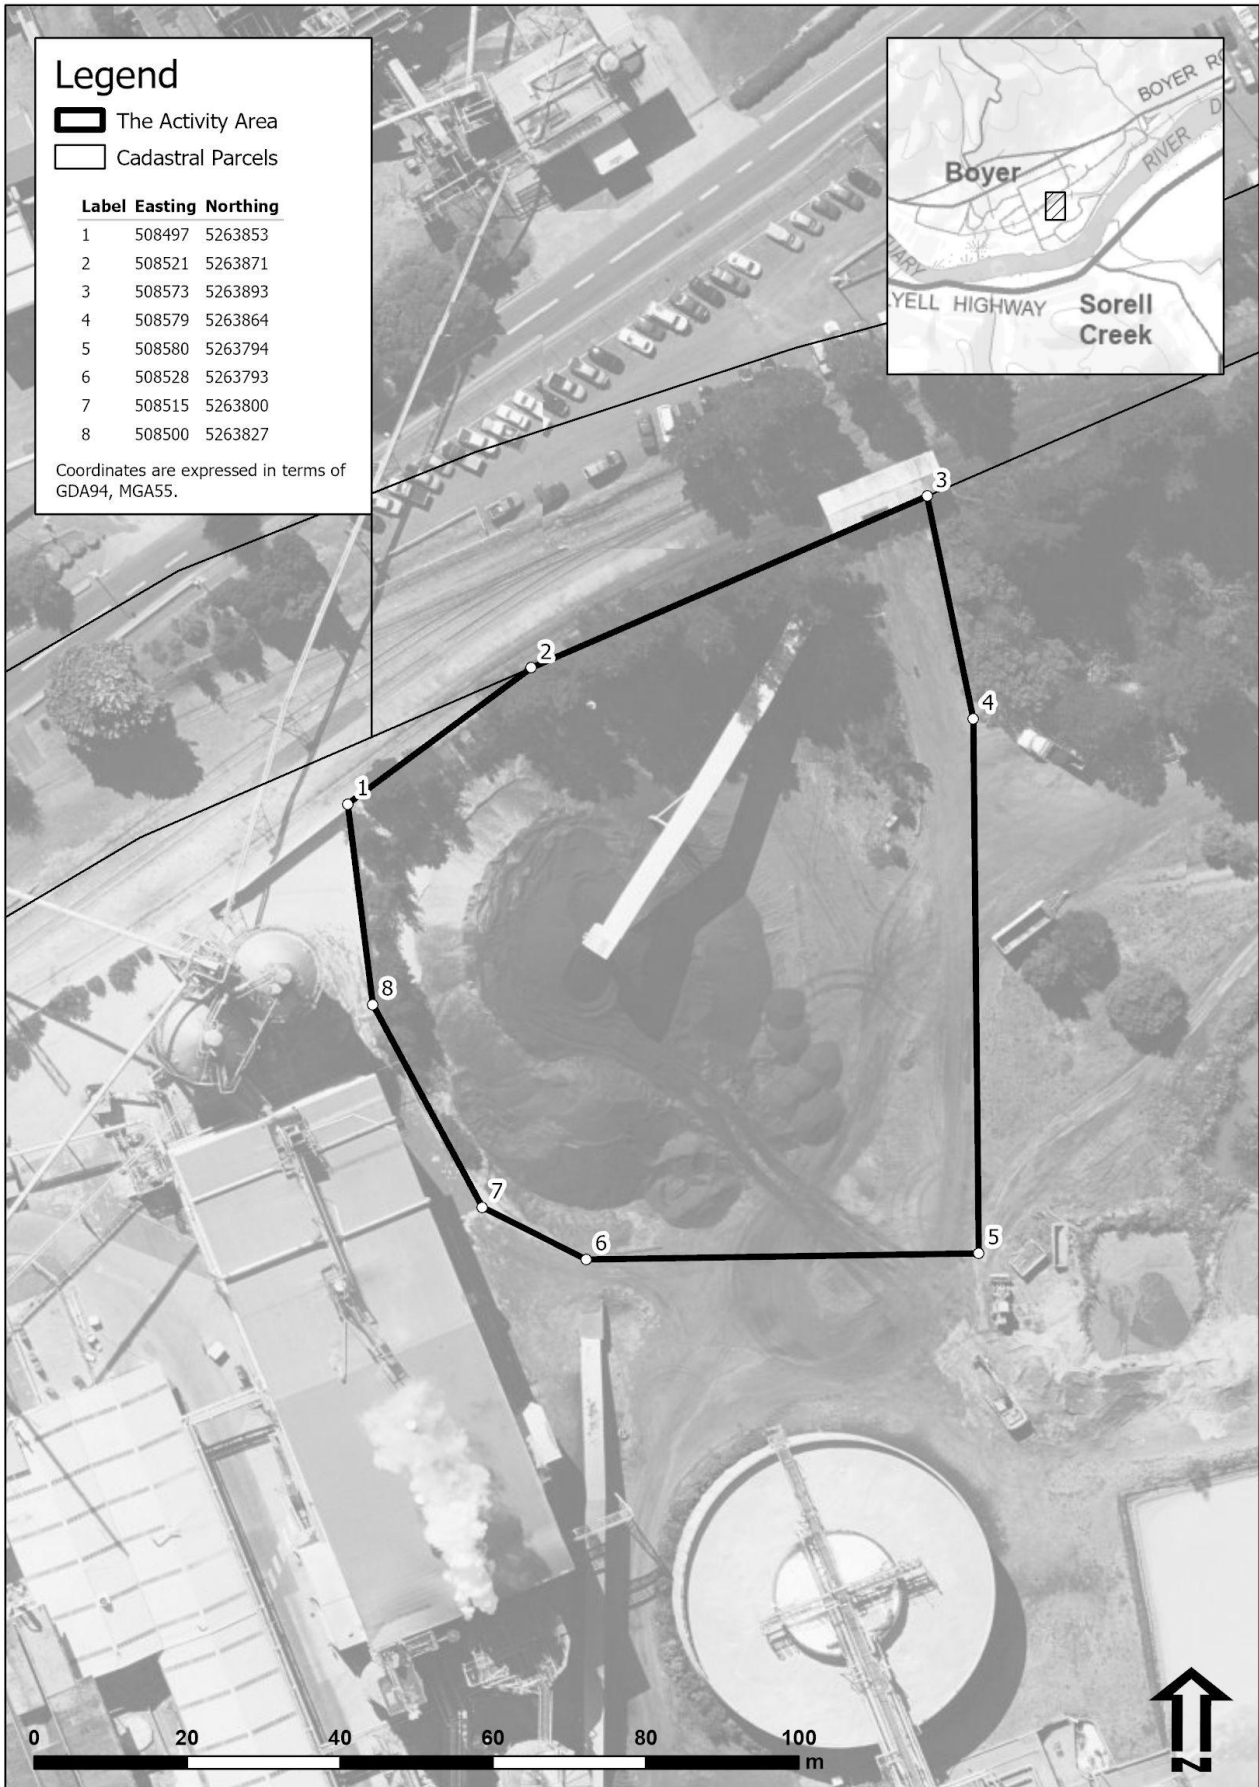 Legend
The Activity Area
Cadastral Parcels
Label Easting Northing
1 508497 5263853
2 508521 5263871
3 508573 5263893
4 508579 5263864
5 508580 5263794
6 508528 5263793
7 508515 5263800
8 508500 5263827
Coordinates are expressed in terms of
GDA94, MGA55.
BOYER RO
D
RIVER
Boyer
UARY
YELL HIGHWAY
Sorell
Creek
3
2
4
1
8
7
6
5
0 20 40 60 80 100
m
N